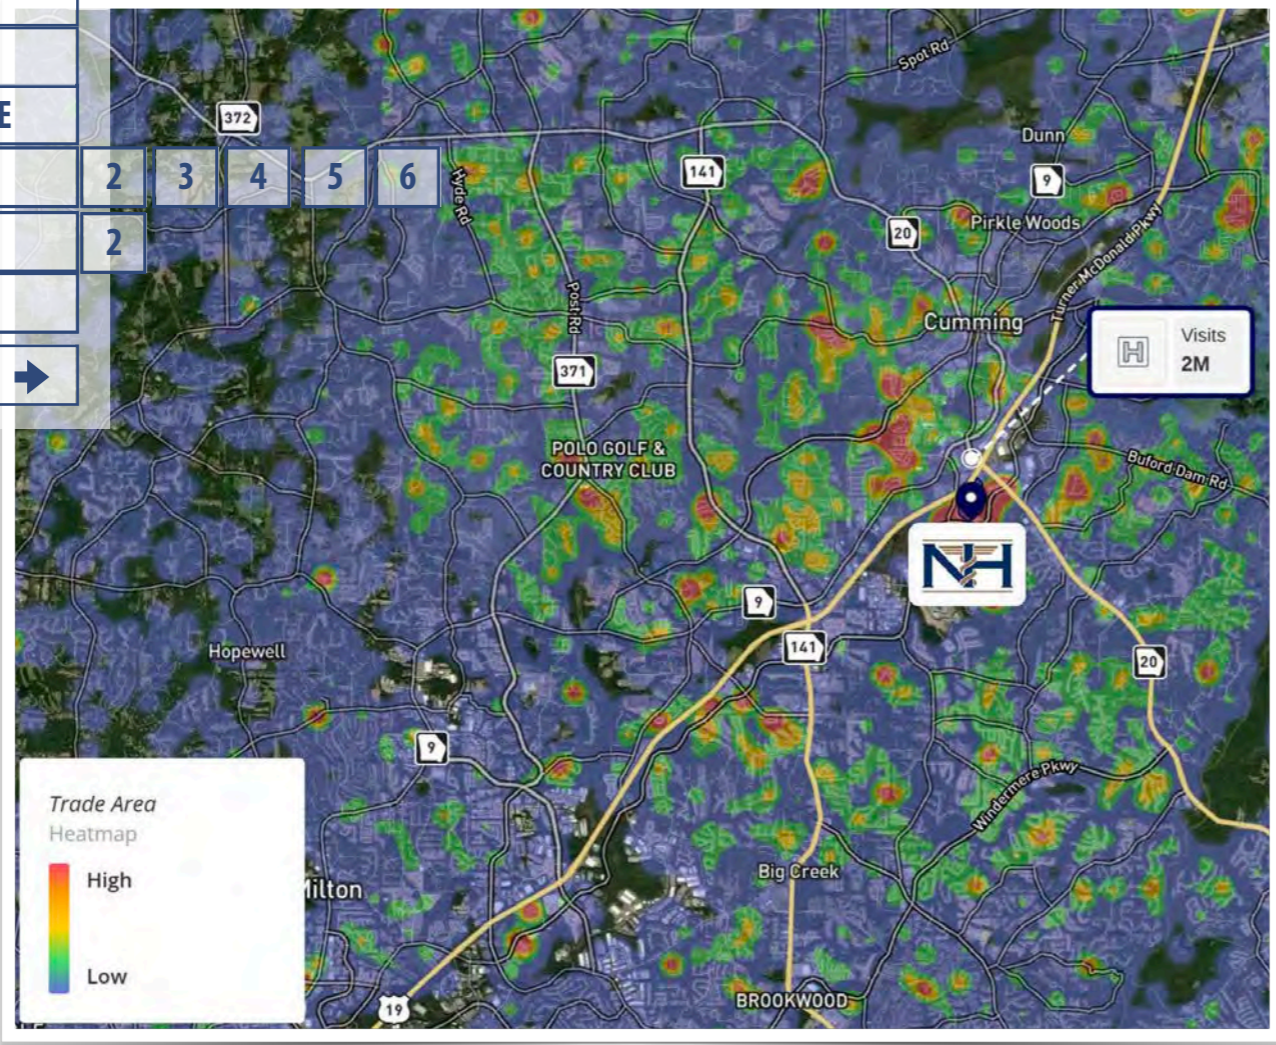 E
2 3 4 5 6
2
372
Spot Rd
Dunn
141
9
Hyde Rd
20
Pirkle Woods
Turner McDonald Pkwy
Post Rd
Cumming
H
Visits
2M
371
POLO GOLF &
COUNTRY CLUB
Buford Dam Rd
NH
9
141
Hopewell
20
9
Windermere Pkwy
Trade Area
Heatmap
High
Low
Big Creek
Milton
19
BROOKWOOD